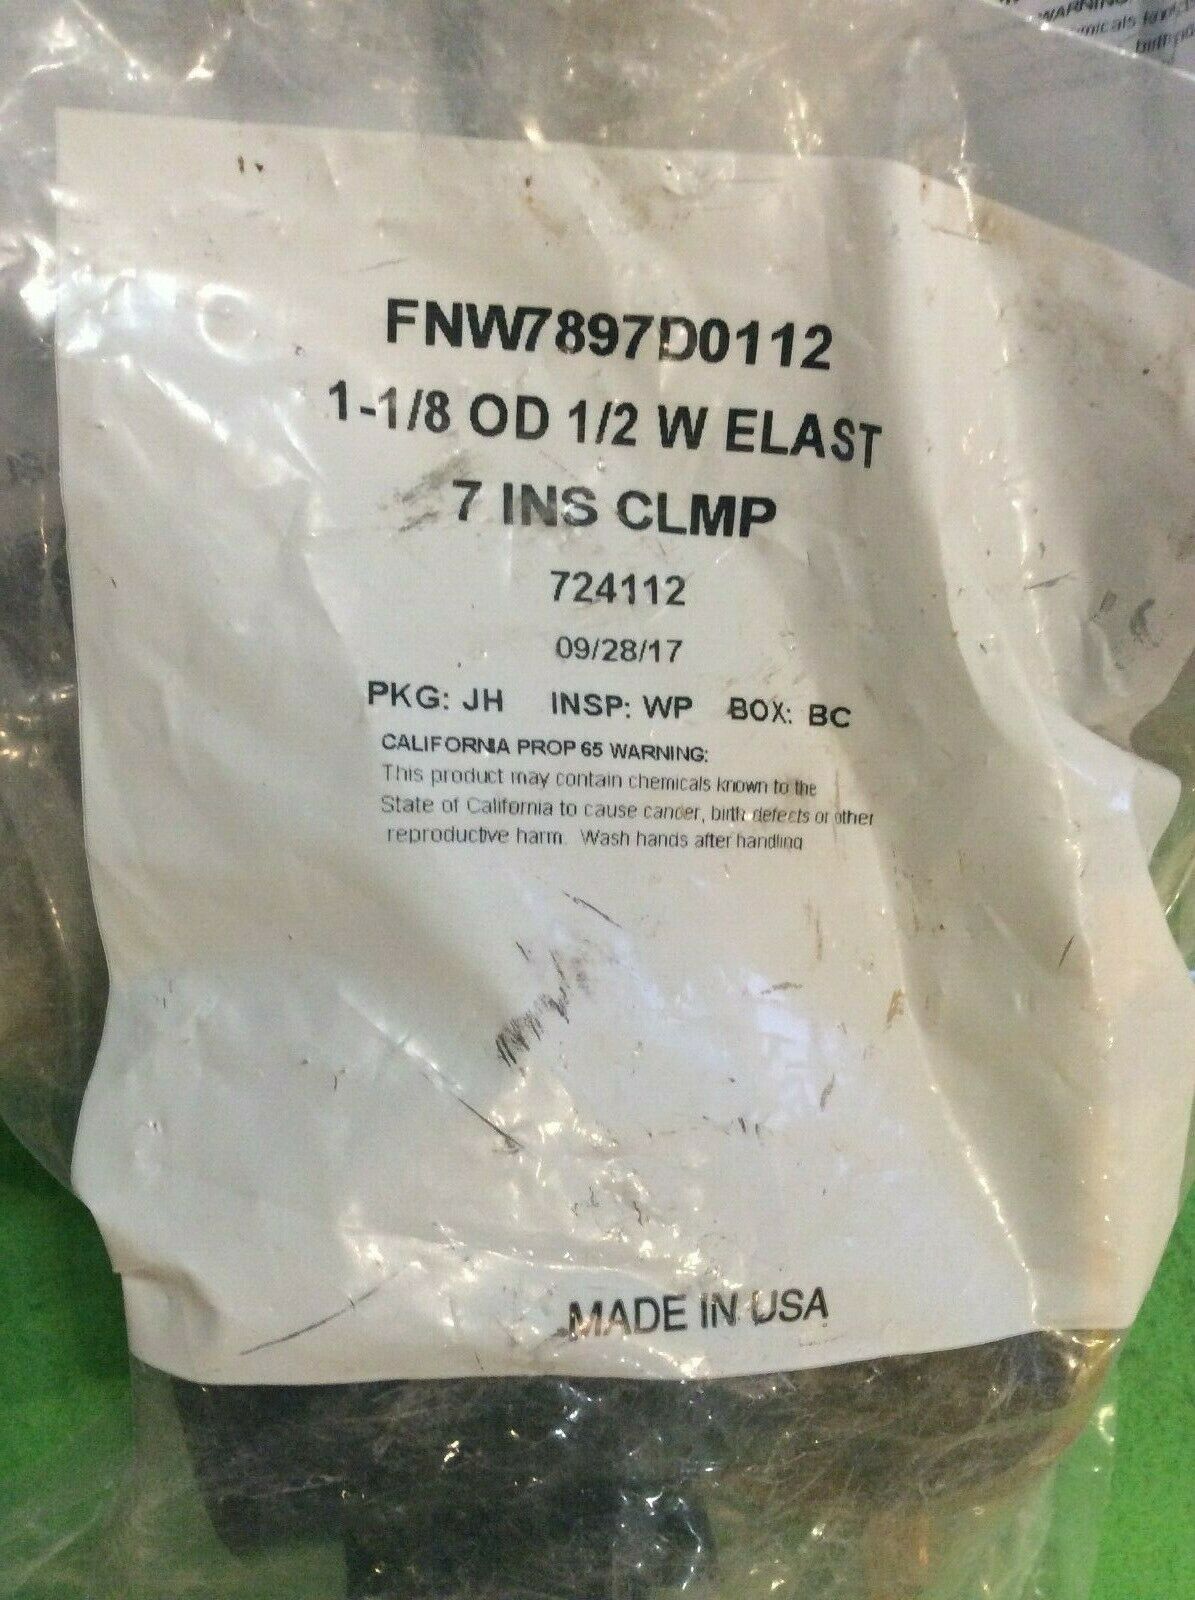 WARNING
FNW7897D0112
1-1/8 OD 1/2 W ELAST
7 INS CLMP
724112
09/28/17
PKG: JH INSP: WP BOX: BC
CALIFORNIA PROP 65 WARNING:
This product may contain chemicals known to the
State of California to cause cancer, birth defects or other
reproductive harm. Wash hands after handling
MADE IN USA